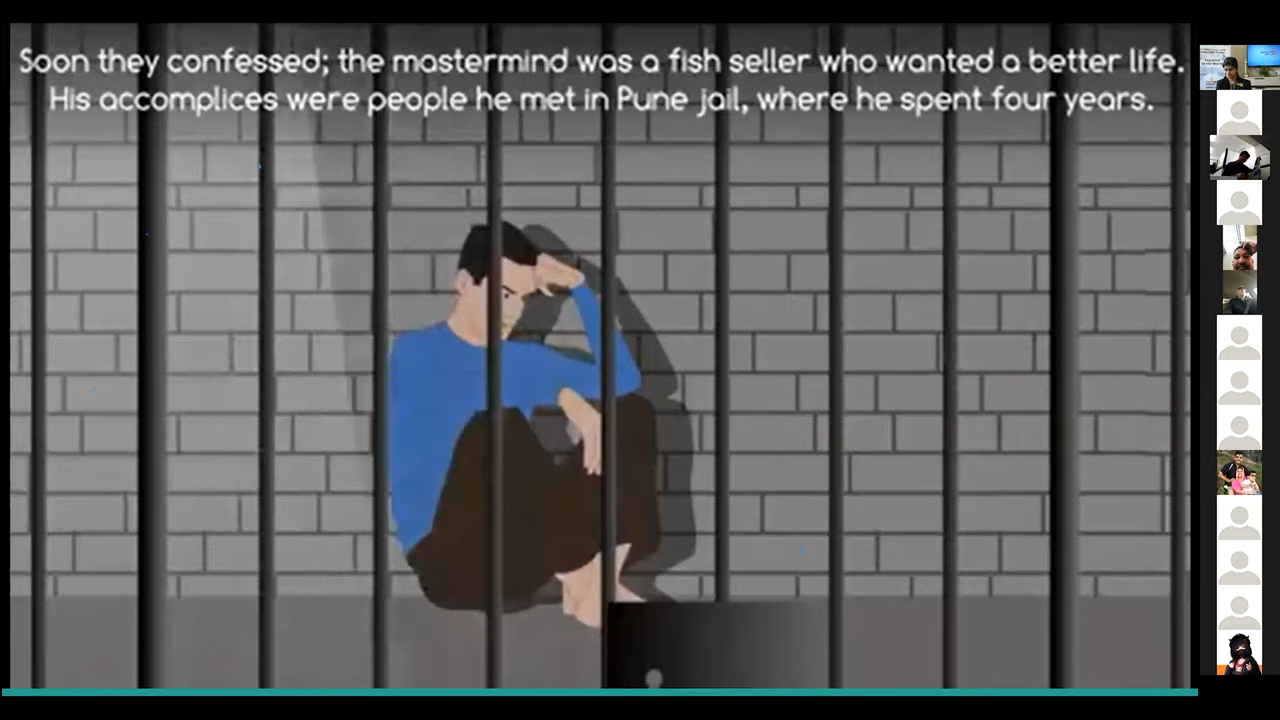 Soon they confessed; the mastermind was a fish seller who wanted a better life.
His accomplices were people he met in Pune jail, where he spent four years.